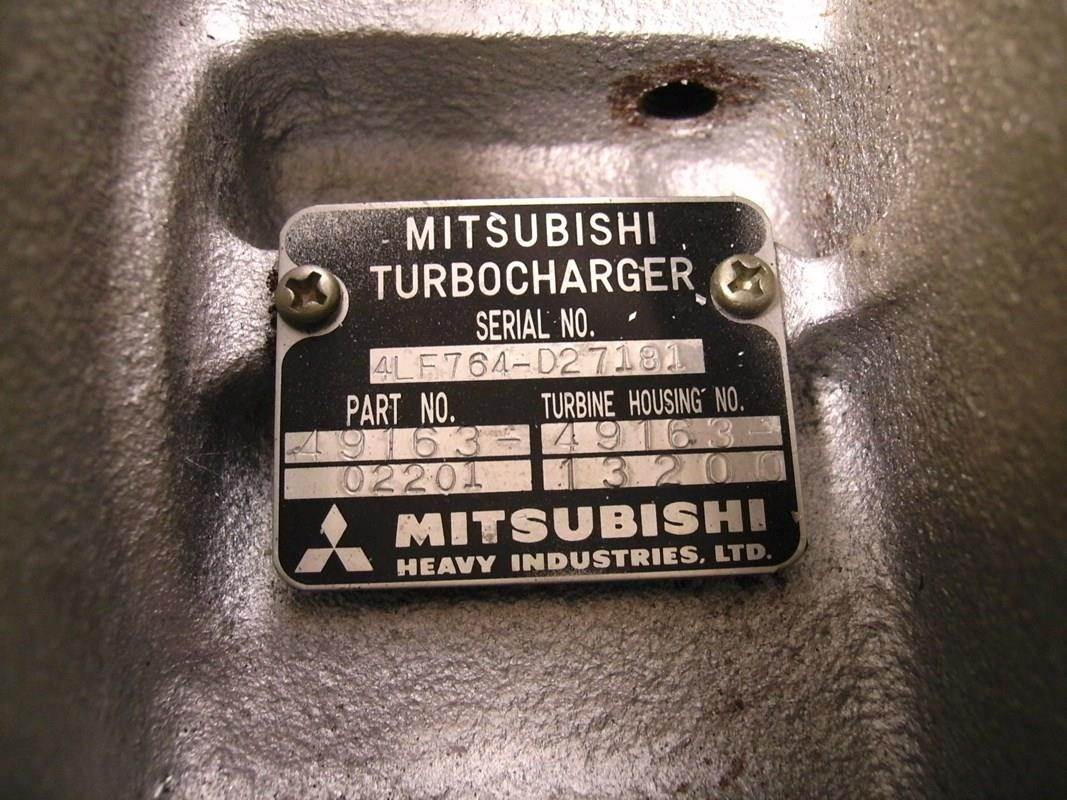 MITSUBISHI
TURBOCHARGER
SERIAL NO.
4LF764-D27181
PART NO. TURBINE HOUSING NO.
49163- 49163-
02201 13200
MITSUBISHI
HEAVY INDUSTRIES, LTD.